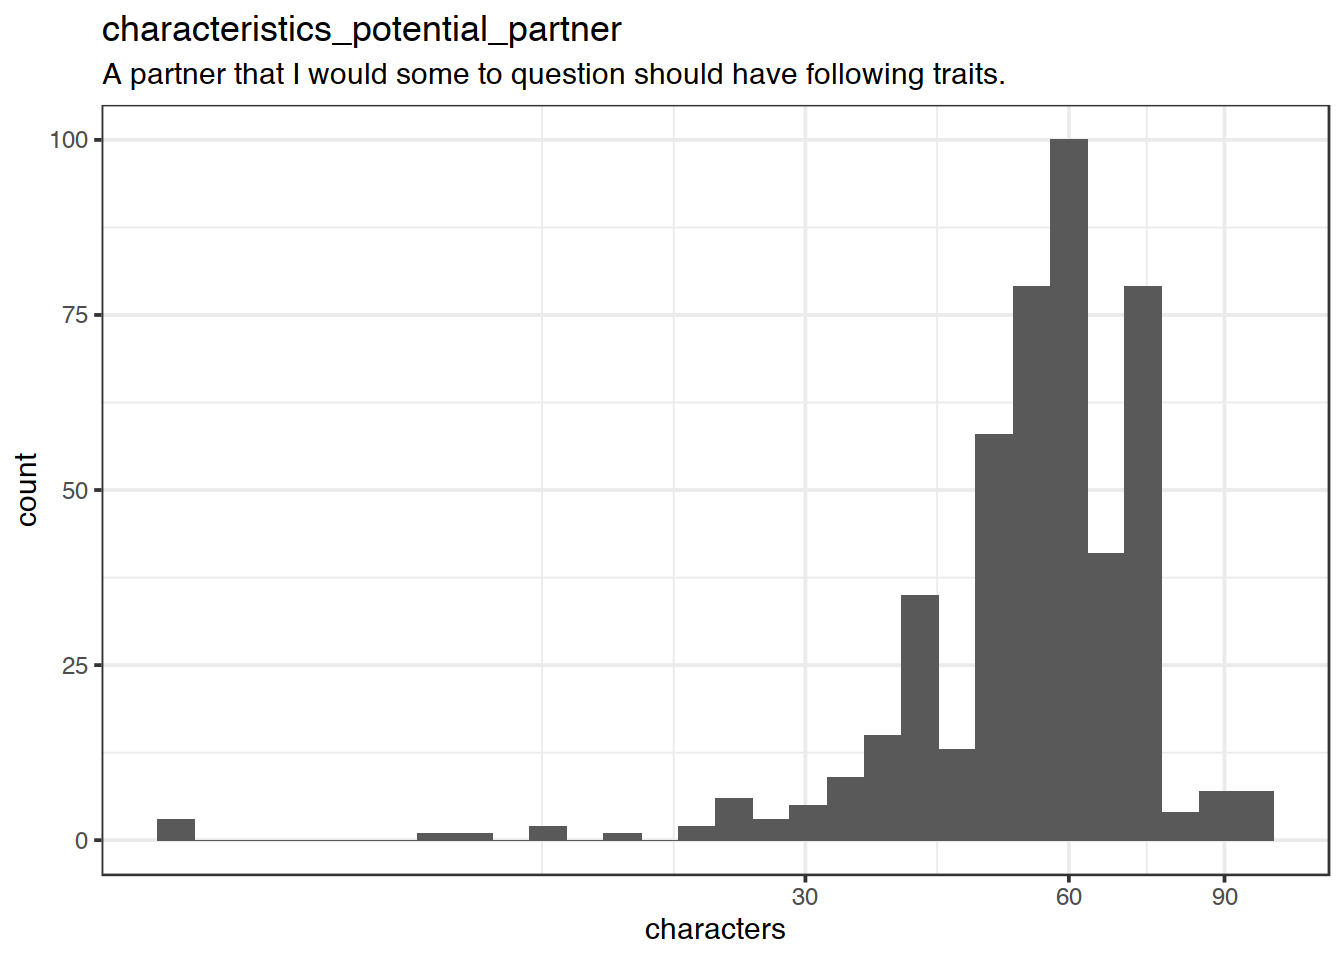 characteristics_potential_partner
A partner that I would some to question should have following traits.
100
75
50
25
0
count
30 60 90
characters